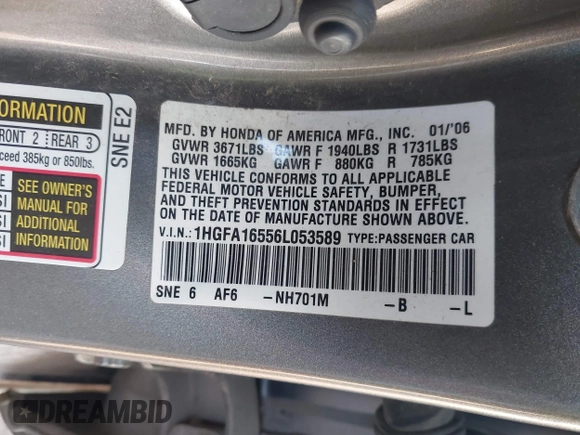 ORMATION
FRONT 2 REAR 3
ceed 385kg or 850lbs.
SEE OWNER'S
MANUAL FOR
ADDITIONAL
INFORMATION
SNE E2
MFD. BY HONDA OF AMERICA MFG., INC. 01/'06
GVWR 3671LBS GAWR F 1940LBS R 1731LBS
GVWR 1665KG GAWR F 880KG R 785KG
THIS VEHICLE CONFORMS TO ALL APPLICABLE
FEDERAL MOTOR VEHICLE SAFETY, BUMPER,
AND THEFT PREVENTION STANDARDS IN EFFECT
ON THE DATE OF MANUFACTURE SHOWN ABOVE.
V.I.N.: 1HGFA16556L053589 TYPE:PASSENGER CAR
SNE 6 AF6 -NH701M -B -L
DREAMBID